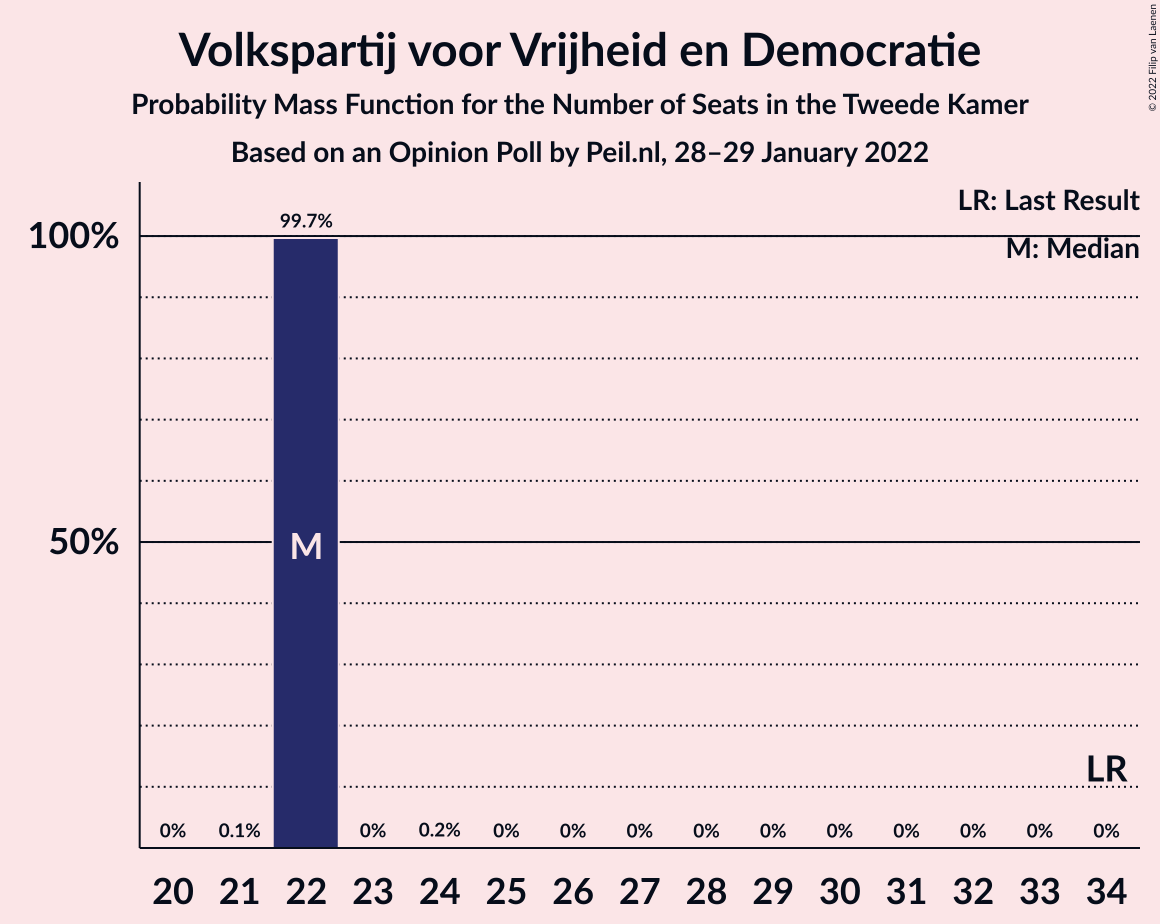 Volkspartij voor Vrijheid en Democratie
Probability Mass Function for the Number of Seats in the Tweede Kamer
Based on an Opinion Poll by Peil.nl, 28–29 January 2022
© 2022 Filip van Laenen
LR: Last Result
M: Median
100%
50%
99.7%
M
LR
0% 0.1% 0% 0.2% 0% 0% 0% 0% 0% 0% 0% 0% 0% 0%
20 21 22 23 24 25 26 27 28 29 30 31 32 33 34